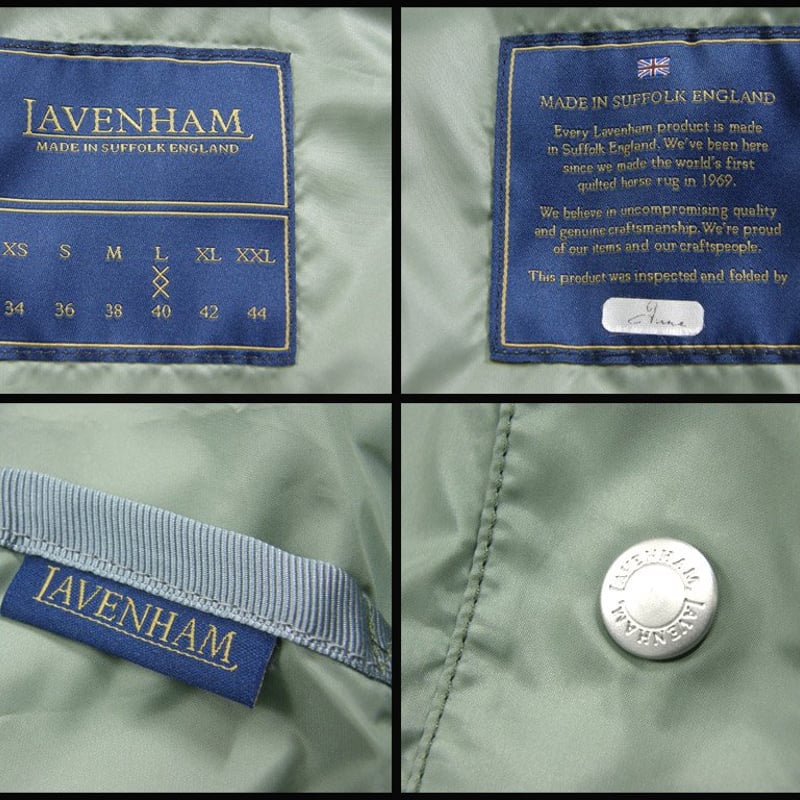 LAVENHAM
MADE IN SUFFOLK ENGLAND
XS S M L XL XXL
34 36 38 40 42 44
MADE IN SUFFOLK ENGLAND
Every Lavenham product is made
in Suffolk England. We've been here
since we made the world's first
quilted horse rug in 1969.
We believe in uncompromising quality
and genuine craftsmanship. We're proud
of our items and our craftspeople.
This product was inspected and folded by
LAVENHAM
LAVENHAM LAVENHAM